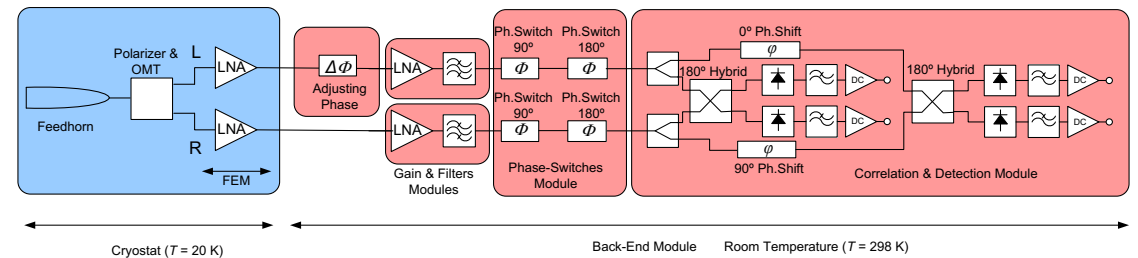 Polarizer &
OMT
L
LNA
Feedhorn
R
LNA
FEM
ΔΦ
Adjusting
Phase
LNA
LNA
Gain & Filters
Modules
Ph.Switch
90º
Ph.Switch
180º
Φ
Φ
Ph.Switch
90º
Ph.Switch
180º
Φ
Φ
Phase-Switches
Module
0º Ph.Shift
φ
180º Hybrid
DC
DC
φ
90º Ph.Shift
180º Hybrid
DC
DC
Correlation & Detection Module
Cryostat (T = 20 K)
Back-End Module
Room Temperature (T = 298 K)